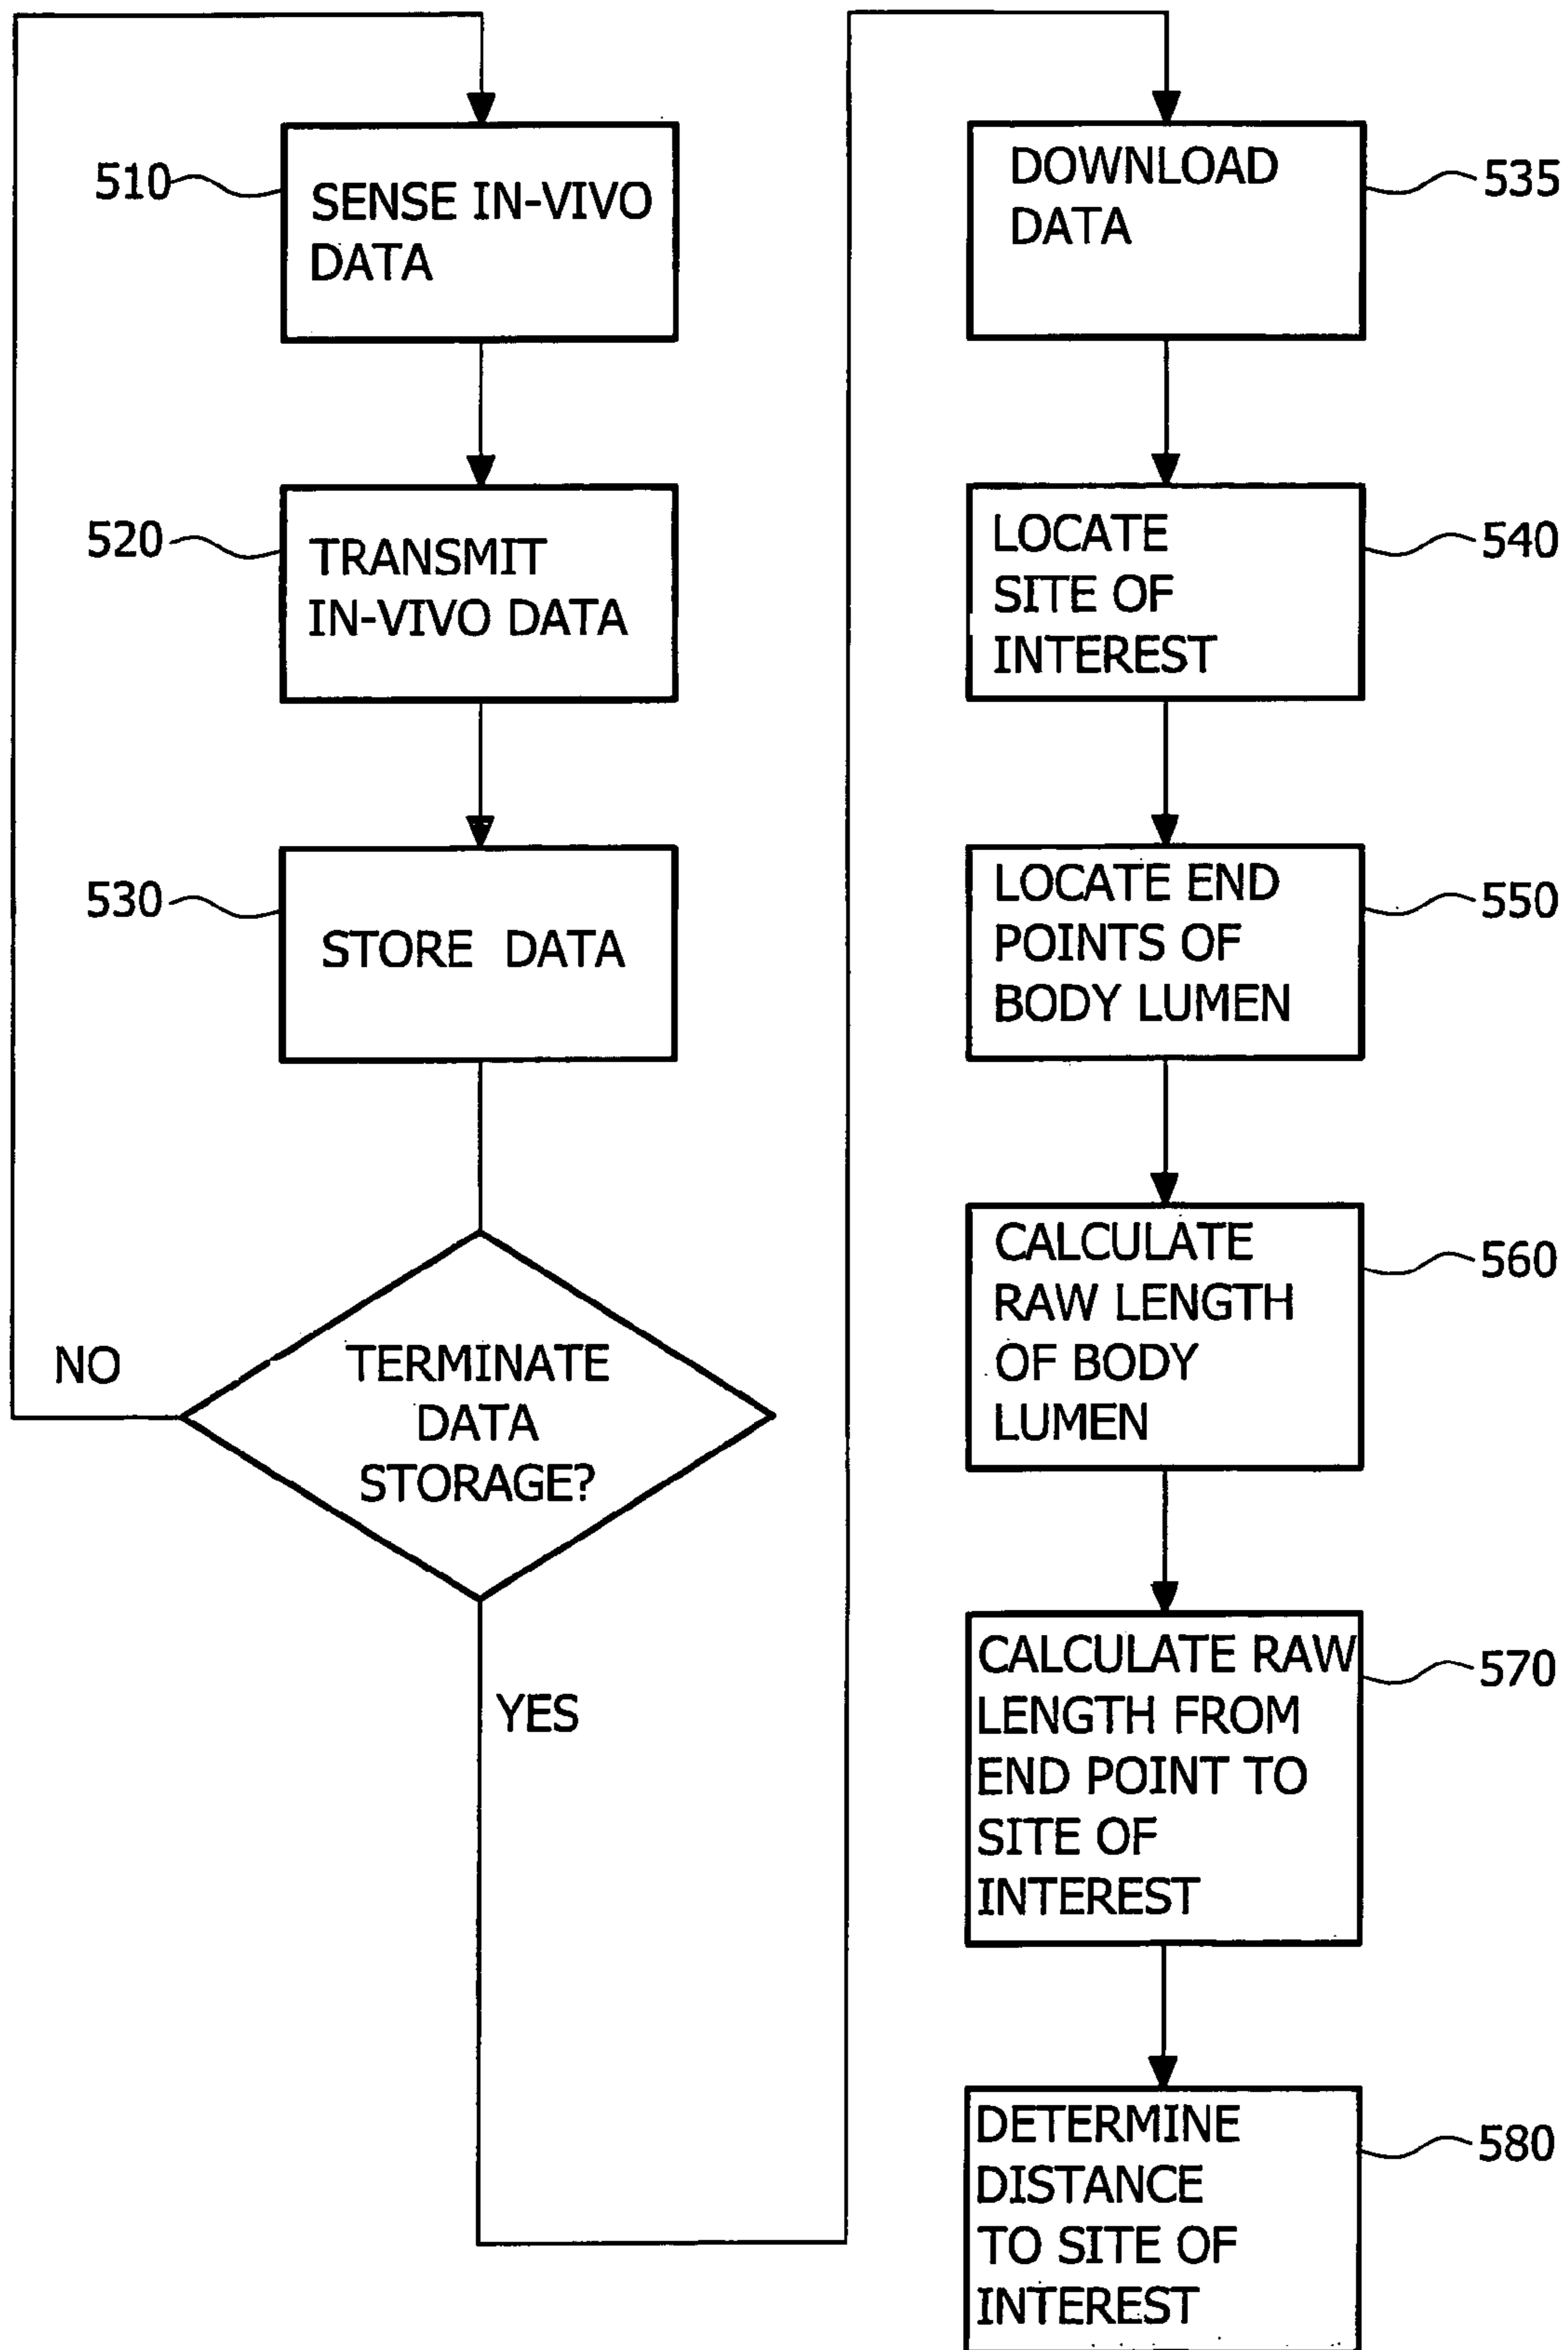 510
SENSE IN-VIVO
DATA
520
TRANSMIT
IN-VIVO DATA
530
STORE DATA
NO
TERMINATE
DATA
STORAGE?
YES
DOWNLOAD
DATA
535
LOCATE
SITE OF
INTEREST
540
LOCATE END
POINTS OF
BODY LUMEN
550
CALCULATE
RAW LENGTH
OF BODY
LUMEN
560
CALCULATE RAW
LENGTH FROM
END POINT TO
SITE OF
INTEREST
570
DETERMINE
DISTANCE
TO SITE OF
INTEREST
580